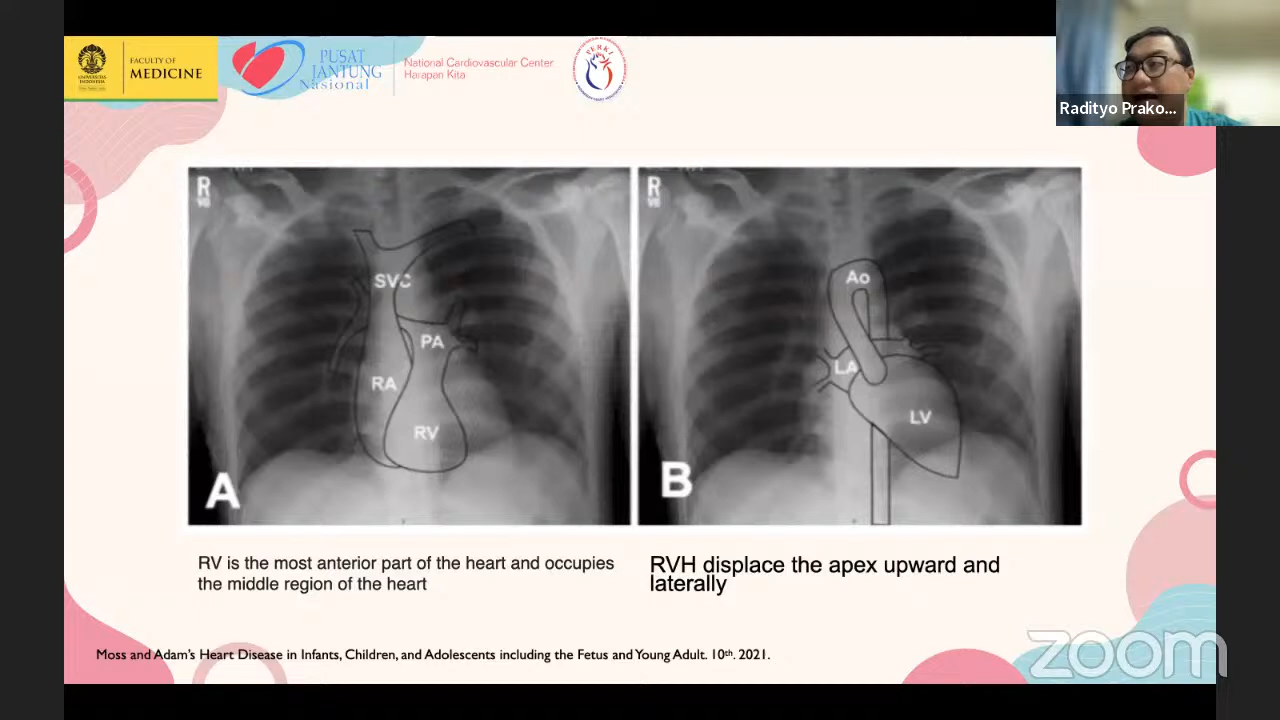 FACULTY OF
MEDICINE
PUSAT
JANTUNG
Nasional
National Cardiovascular Center
Harapan Kita
PERKI
Radityo Prako...
R
SVC
PA
RA
RV
A
R
Ao
LA
LV
B
RV is the most anterior part of the heart and occupies
the middle region of the heart
RVH displace the apex upward and
laterally
Moss and Adam's Heart Disease in Infants, Children, and Adolescents including the Fetus and Young Adult. 10th. 2021.
zoom